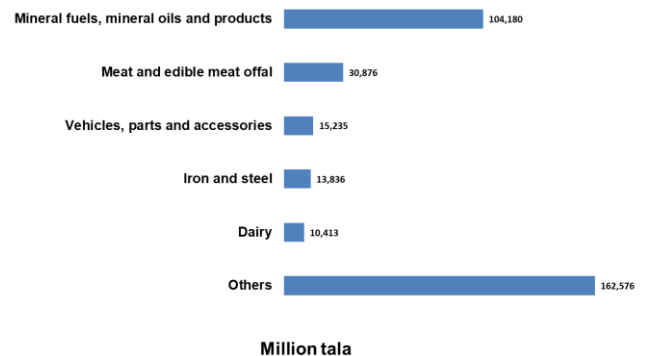 Mineral fuels, mineral oils and products 104,180
Meat and edible meat offal 30,876
Vehicles, parts and accessories 15,235
Iron and steel 13,836
Dairy 10,413
Others 162,576
Million tala